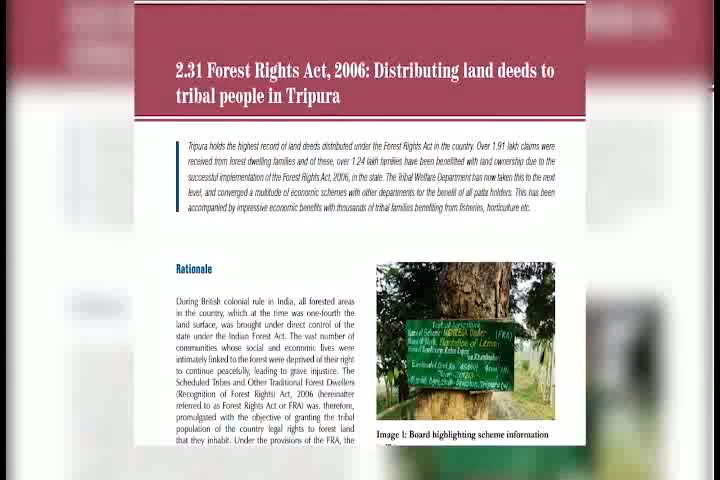 2.31 Forest Rights Act, 2006: Distributing land deeds to
tribal people in Tripura
Tripura holds the highest record of land deeds distributed under the Forest Rights Act in the country. Over 1.91 lakh claims were
received from forest dwelling families and of these, over 1.24 lakh families have been benefitted with land ownership due to the
successful implementation of the Forest Rights Act, 2006, in the state. The Tribal Welfare Department has now taken this to the next
level, and converged a multitude of economic schemes with other departments for the benefit of all patta holders. This has been
accompanied by impressive economic benefits with thousands of tribal families benefiting from fisheries, horticulture etc.
Rationale
During British colonial rule in India, all forested areas
in the country, which at the time was one-fourth the
land surface, was brought under direct control of the
state under the Indian Forest Act. The vast number of
communities whose social and economic lives were
intimately linked to the forest were deprived of their right
to continue peacefully, leading to grave injustice. The
Scheduled Tribes and Other Traditional Forest Dwellers
(Recognition of Forest Rights) Act, 2006 (hereinafter
referred to as Forest Rights Act or FRA) was, therefore,
promulgated with the objective of granting the tribal
population of the country legal rights to forest land
that they inhabit. Under the provisions of the FRA, the
(FRA)
Plantation of Lemon
Tripura
Image 1: Board highlighting scheme information